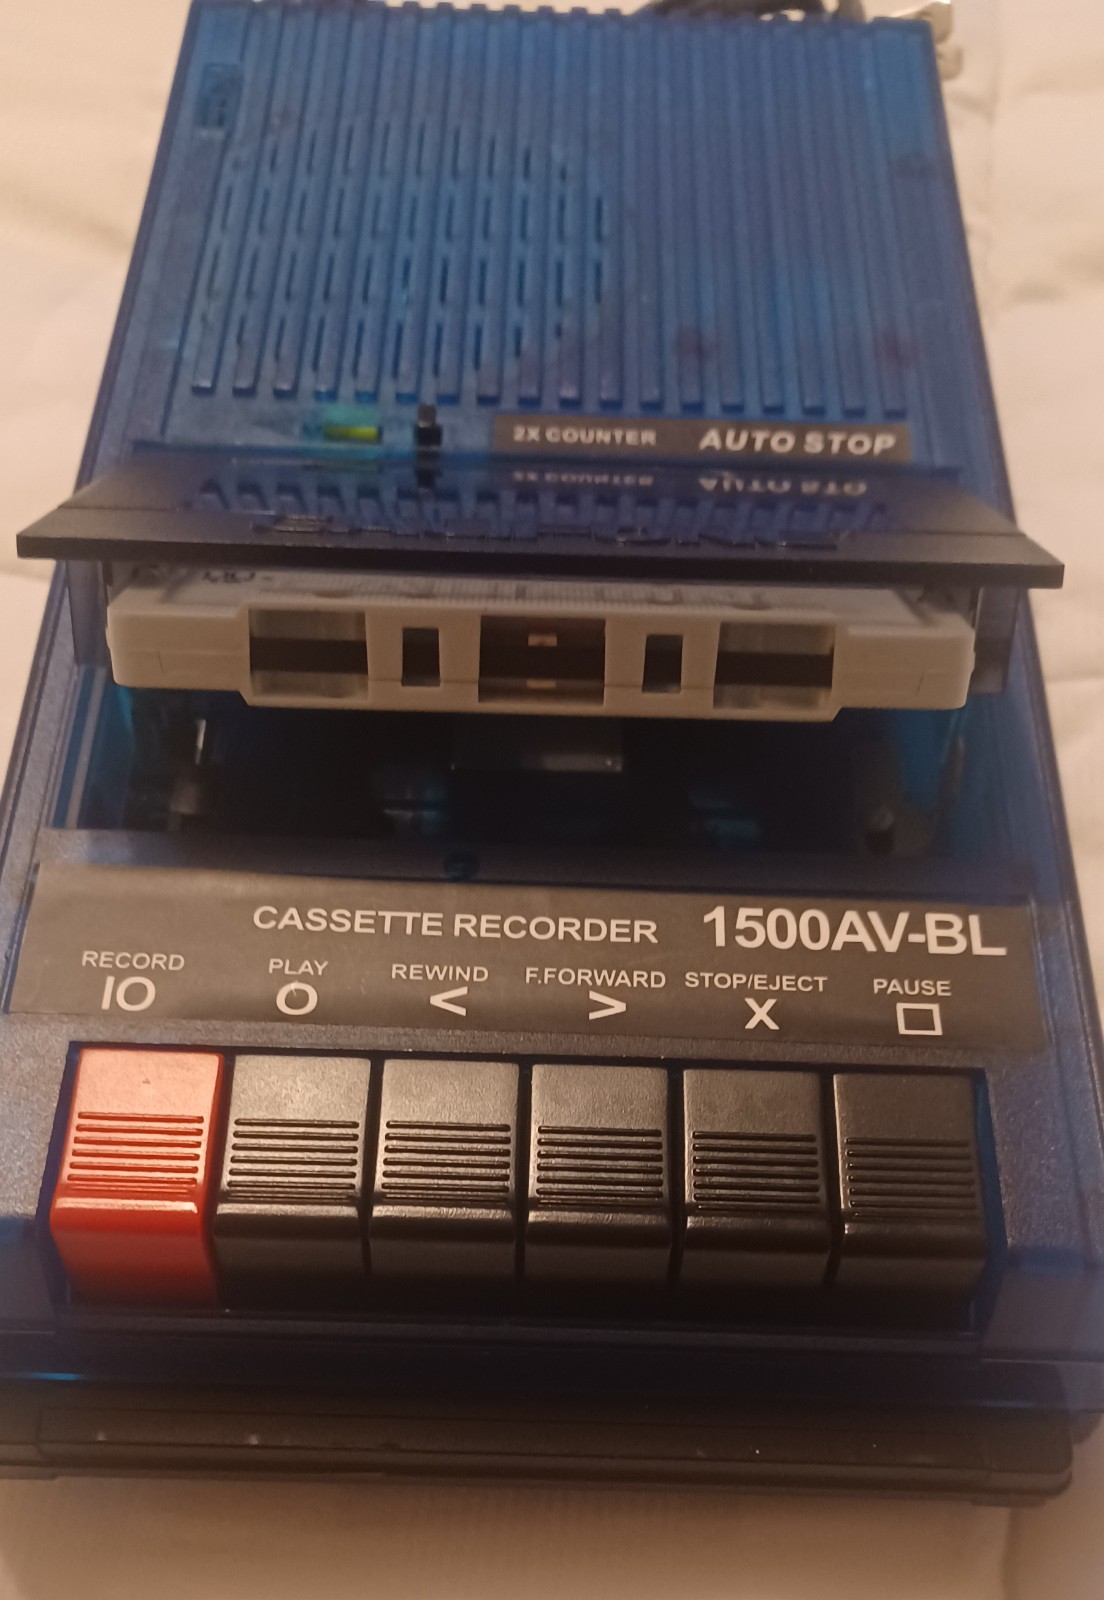 2X COUNTER AUTO STOP
CASSETTE RECORDER 1500AV-BL
RECORD PLAY REWIND F.FORWARD STOP/EJECT PAUSE
IO O < > X □